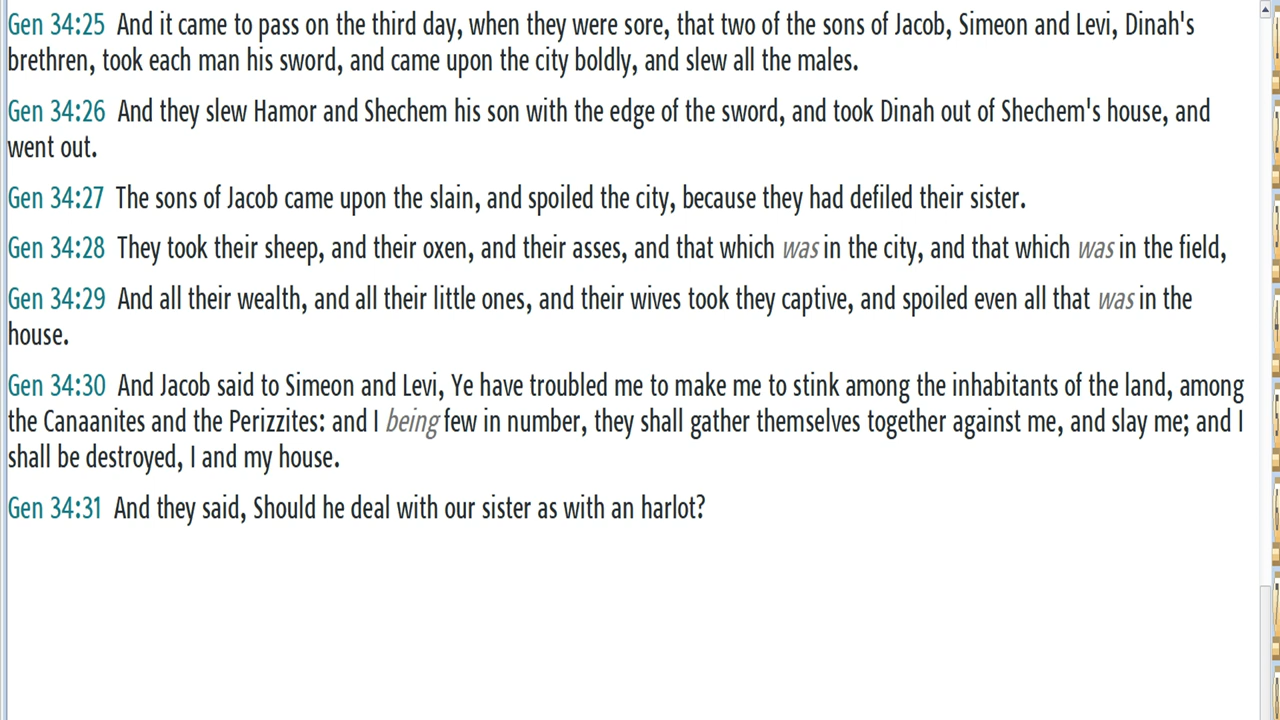 Gen 34:25 And it came to pass on the third day, when they were sore, that two of the sons of Jacob, Simeon and Levi, Dinah's
brethren, took each man his sword, and came upon the city boldly, and slew all the males.
Gen 34:26 And they slew Hamor and Shechem his son with the edge of the sword, and took Dinah out of Shechem's house, and
went out.
Gen 34:27 The sons of Jacob came upon the slain, and spoiled the city, because they had defiled their sister.
Gen 34:28 They took their sheep, and their oxen, and their asses, and that which was in the city, and that which was in the field,
Gen 34:29 And all their wealth, and all their little ones, and their wives took they captive, and spoiled even all that was in the
house.
Gen 34:30 And Jacob said to Simeon and Levi, Ye have troubled me to make me to stink among the inhabitants of the land, among
the Canaanites and the Perizzites: and I being few in number, they shall gather themselves together against me, and slay me; and I
shall be destroyed, I and my house.
Gen 34:31 And they said, Should he deal with our sister as with an harlot?